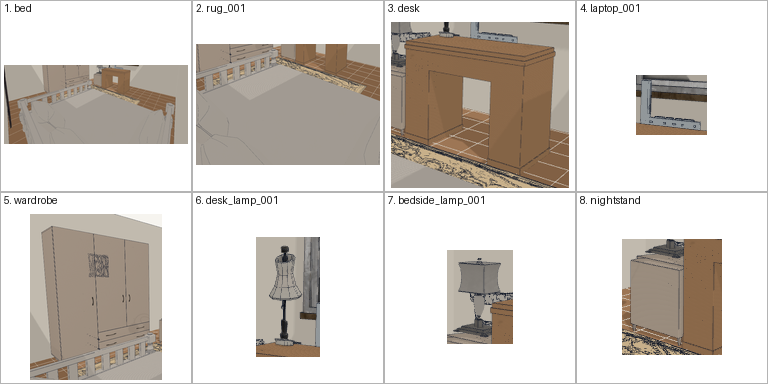 1. bed
2. rug_001
3. desk
4. laptop_001
5. wardrobe
6. desk_lamp_001
7. bedside_lamp_001
8. nightstand